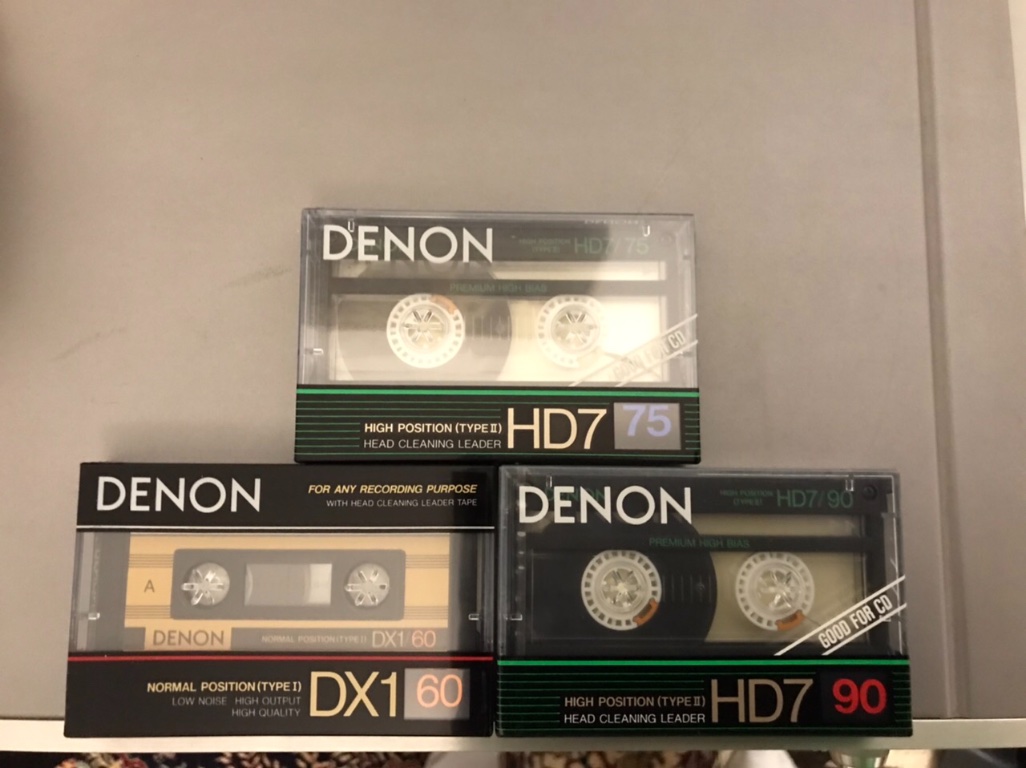 DENON
HIGH POSITION
(TYPE II)
HD7/75
PREMIUM HIGH BIAS
GOOD FOR CD
HIGH POSITION (TYPE II)
HEAD CLEANING LEADER
HD7
75
DENON
FOR ANY RECORDING PURPOSE
WITH HEAD CLEANING LEADER TAPE
A
DENON
NORMAL POSITION (TYPE I)
DX1 60
NORMAL POSITION (TYPE I)
LOW NOISE HIGH OUTPUT
HIGH QUALITY
DX1
60
DENON
HIGH POSITION
(TYPE II)
HD7/90
PREMIUM HIGH BIAS
GOOD FOR CD
HIGH POSITION (TYPE II)
HEAD CLEANING LEADER
HD7
90